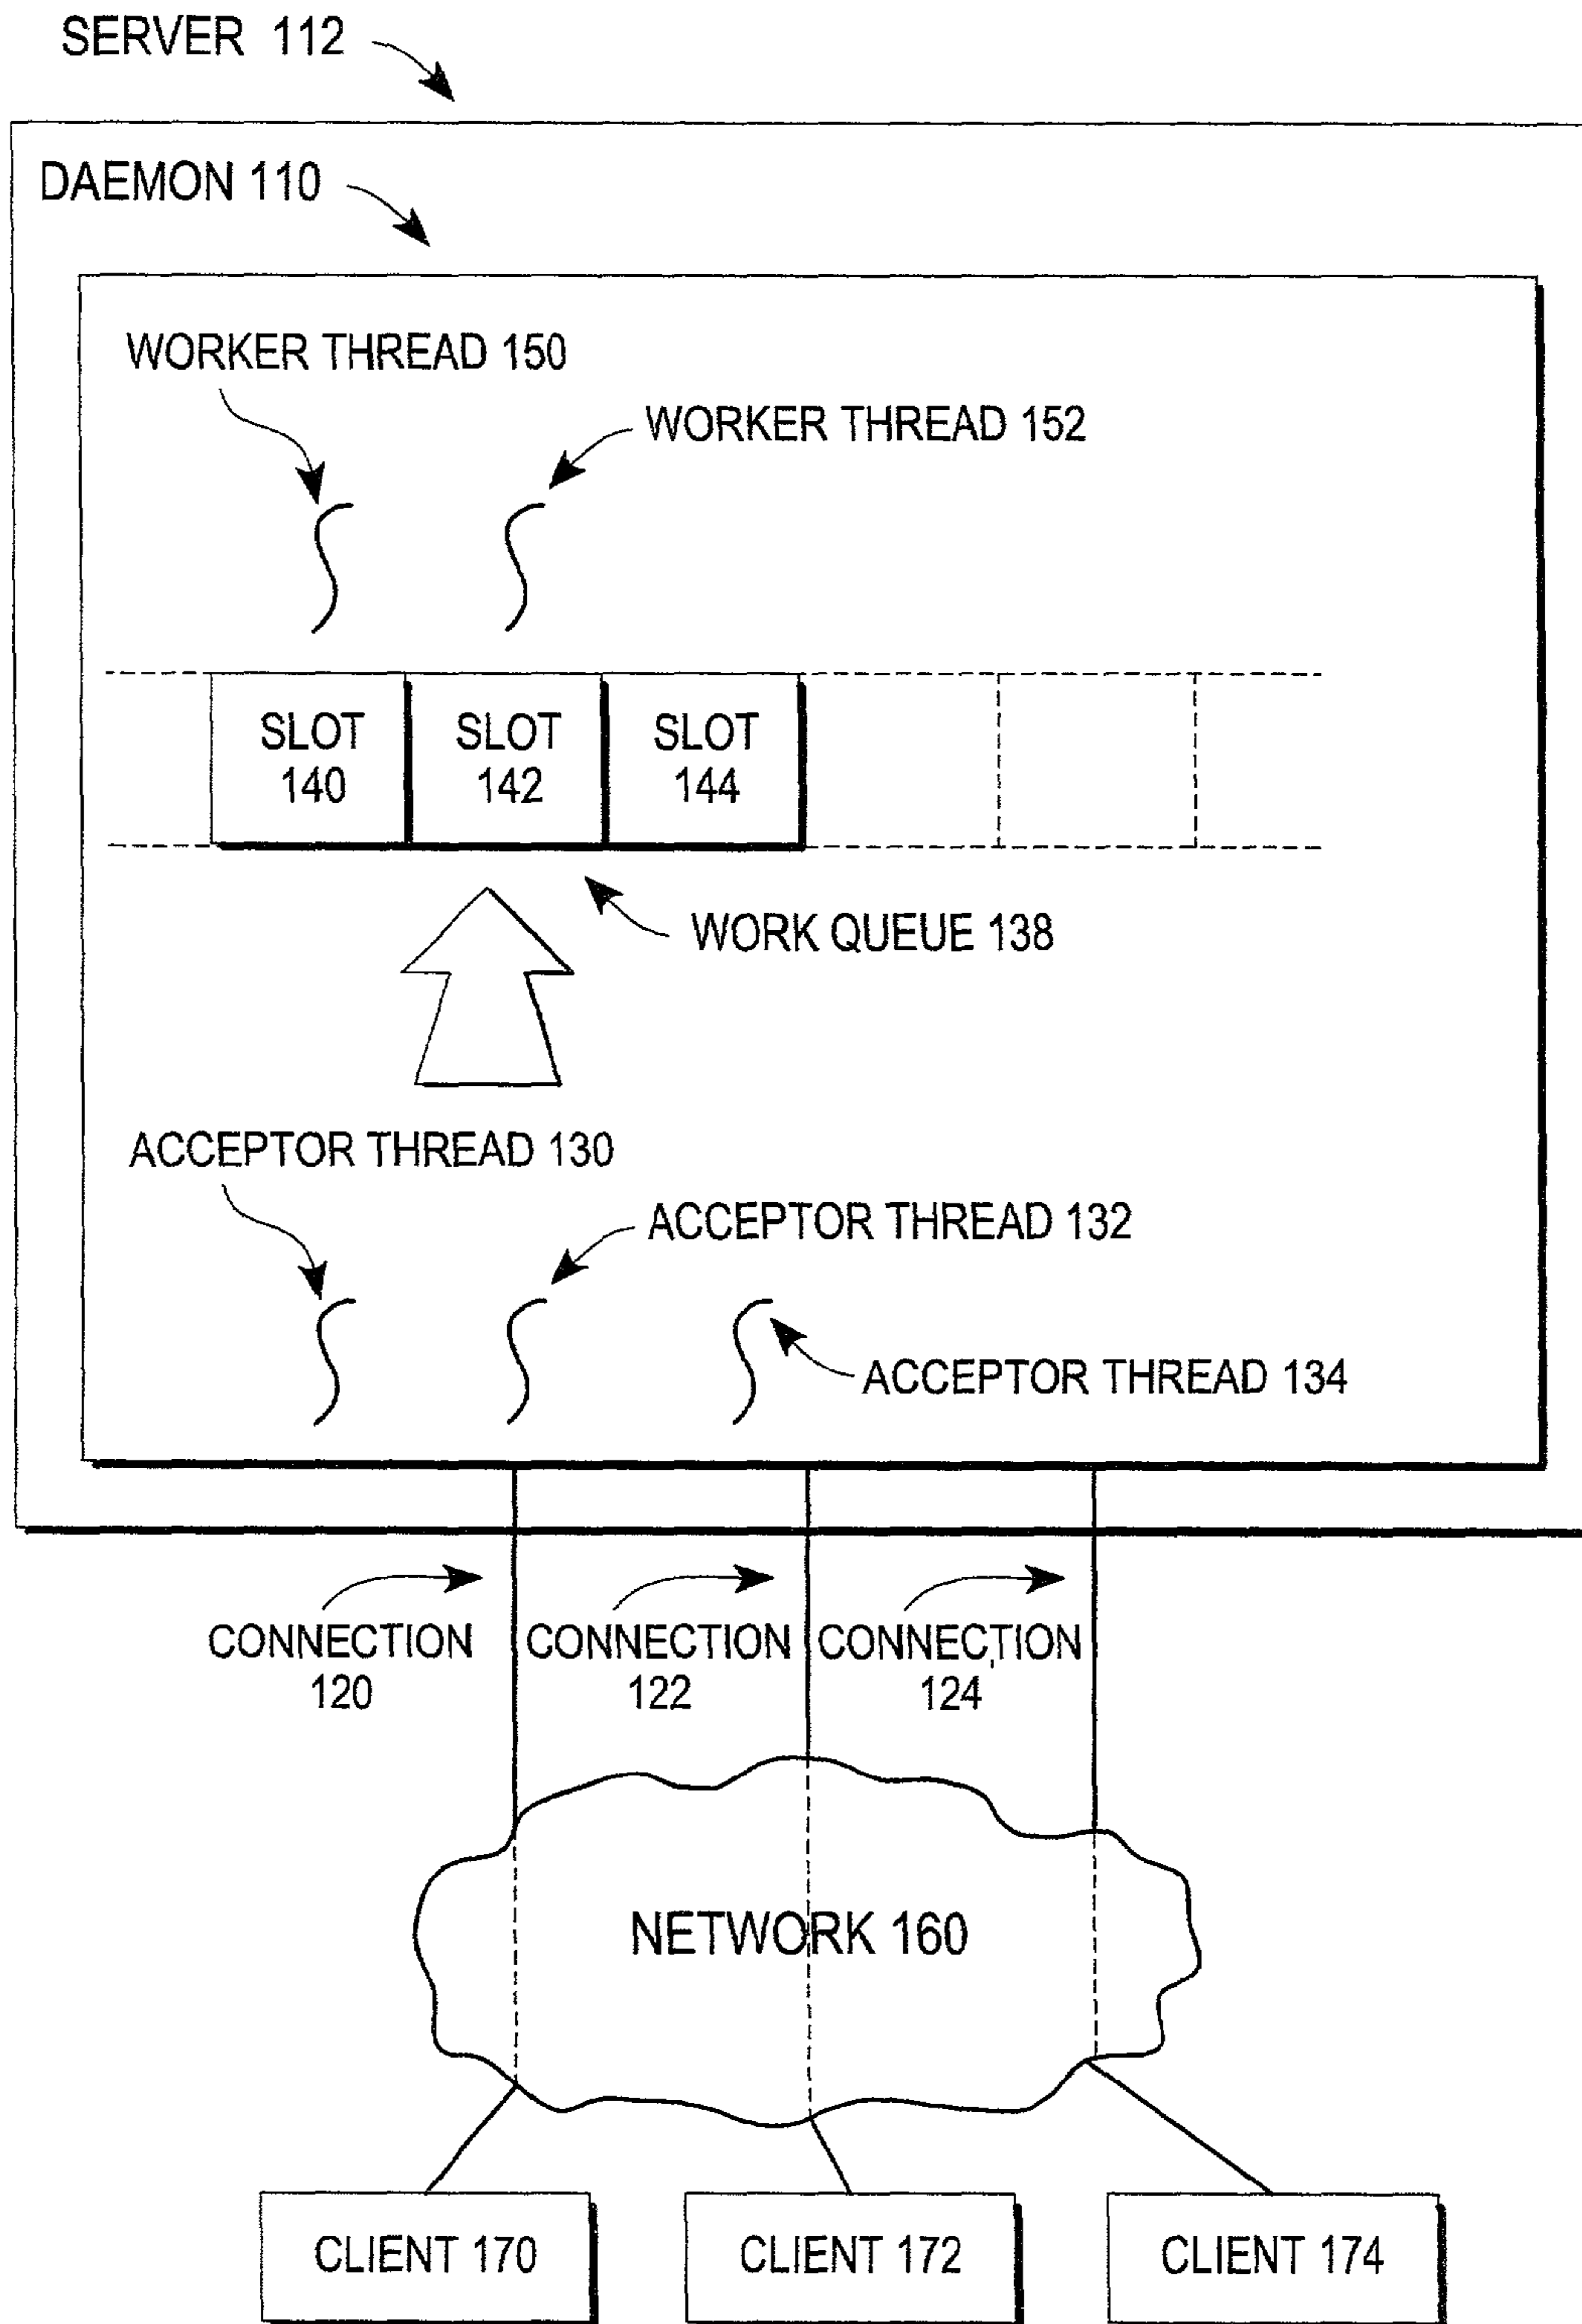 SERVER 112
DAEMON 110
WORKER THREAD 150
WORKER THREAD 152
SLOT 140
SLOT 142
SLOT 144
WORK QUEUE 138
ACCEPTOR THREAD 130
ACCEPTOR THREAD 132
ACCEPTOR THREAD 134
CONNECTION 120
CONNECTION 122
CONNECTION 124
NETWORK 160
CLIENT 170
CLIENT 172
CLIENT 174